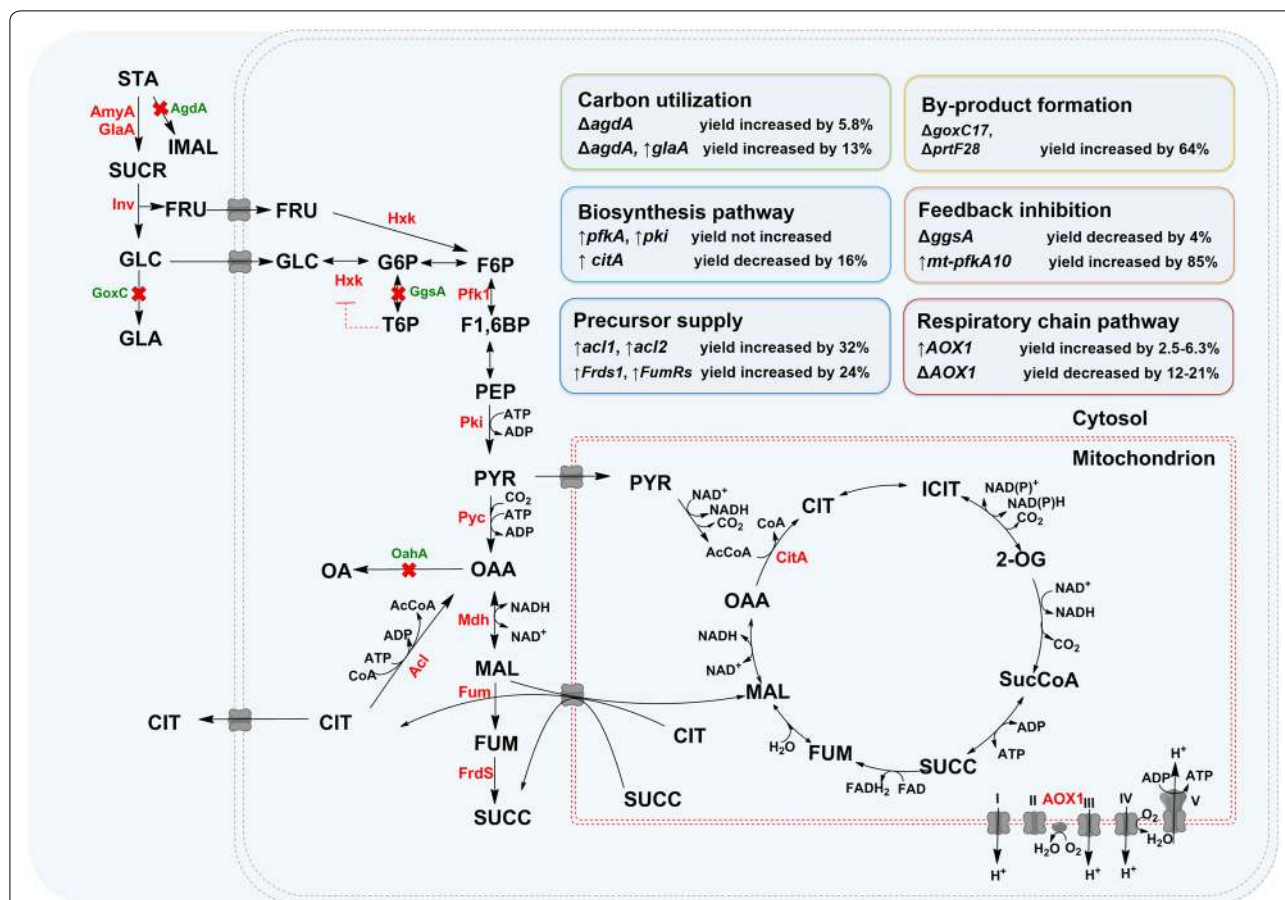 STA
AmyA
GlaA
AgdA
IMAL
SUCR
Inv
FRU
FRU
Hxk
GLC
GLC
G6P
F6P
Hxk
GoxC
GgsA
Pfk1
GLA
T6P
F1,6BP
PEP
Pki
ATP
ADP
PYR
Pyc
CO2
ATP
ADP
OahA
OA
OAA
AcCoA
ADP
ATP
CoA
Acl
Mdh
NADH
NAD+
MAL
Fum
CIT
CIT
FUM
FrdS
SUCC
Carbon utilization
ΔagdA yield increased by 5.8%
ΔagdA, ↑glaA yield increased by 13%
By-product formation
ΔgoxC17,
ΔprtF28 yield increased by 64%
Biosynthesis pathway
↑pfkA, ↑pki yield not increased
↑ citA yield decreased by 16%
Feedback inhibition
ΔggsA yield decreased by 4%
↑mt-pfkA10 yield increased by 85%
Precursor supply
↑acl1, ↑acl2 yield increased by 32%
↑Frds1, ↑FumRs yield increased by 24%
Respiratory chain pathway
↑AOX1 yield increased by 2.5-6.3%
ΔAOX1 yield decreased by 12-21%
Cytosol
Mitochondrion
PYR
NAD+
NADH
CO2
AcCoA
CoA
CitA
CIT
ICIT
NAD(P)+
NAD(P)H
CO2
2-OG
NAD+
NADH
CO2
SucCoA
ADP
ATP
SUCC
FADH2
FAD
FUM
H2O
MAL
NADH
NAD+
OAA
CIT
SUCC
I
II
AOX1
III
IV
V
H+
ADP
ATP
O2
H2O
H2O
O2
H+
H+
H+